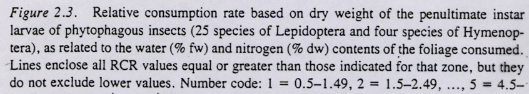 Figure 2.3. Relative consumption rate based on dry weight of the penultimate instar
larvae of phytophagous insects (25 species of Lepidoptera and four species of Hymenop-
tera), as related to the water (% fw) and nitrogen (% dw) contents of the foliage consumed.
Lines enclose all RCR values equal or greater than those indicated for that zone, but they
do not exclude lower values. Number code: 1 = 0.5–1.49, 2 = 1.5–2.49, ..., 5 = 4.5–